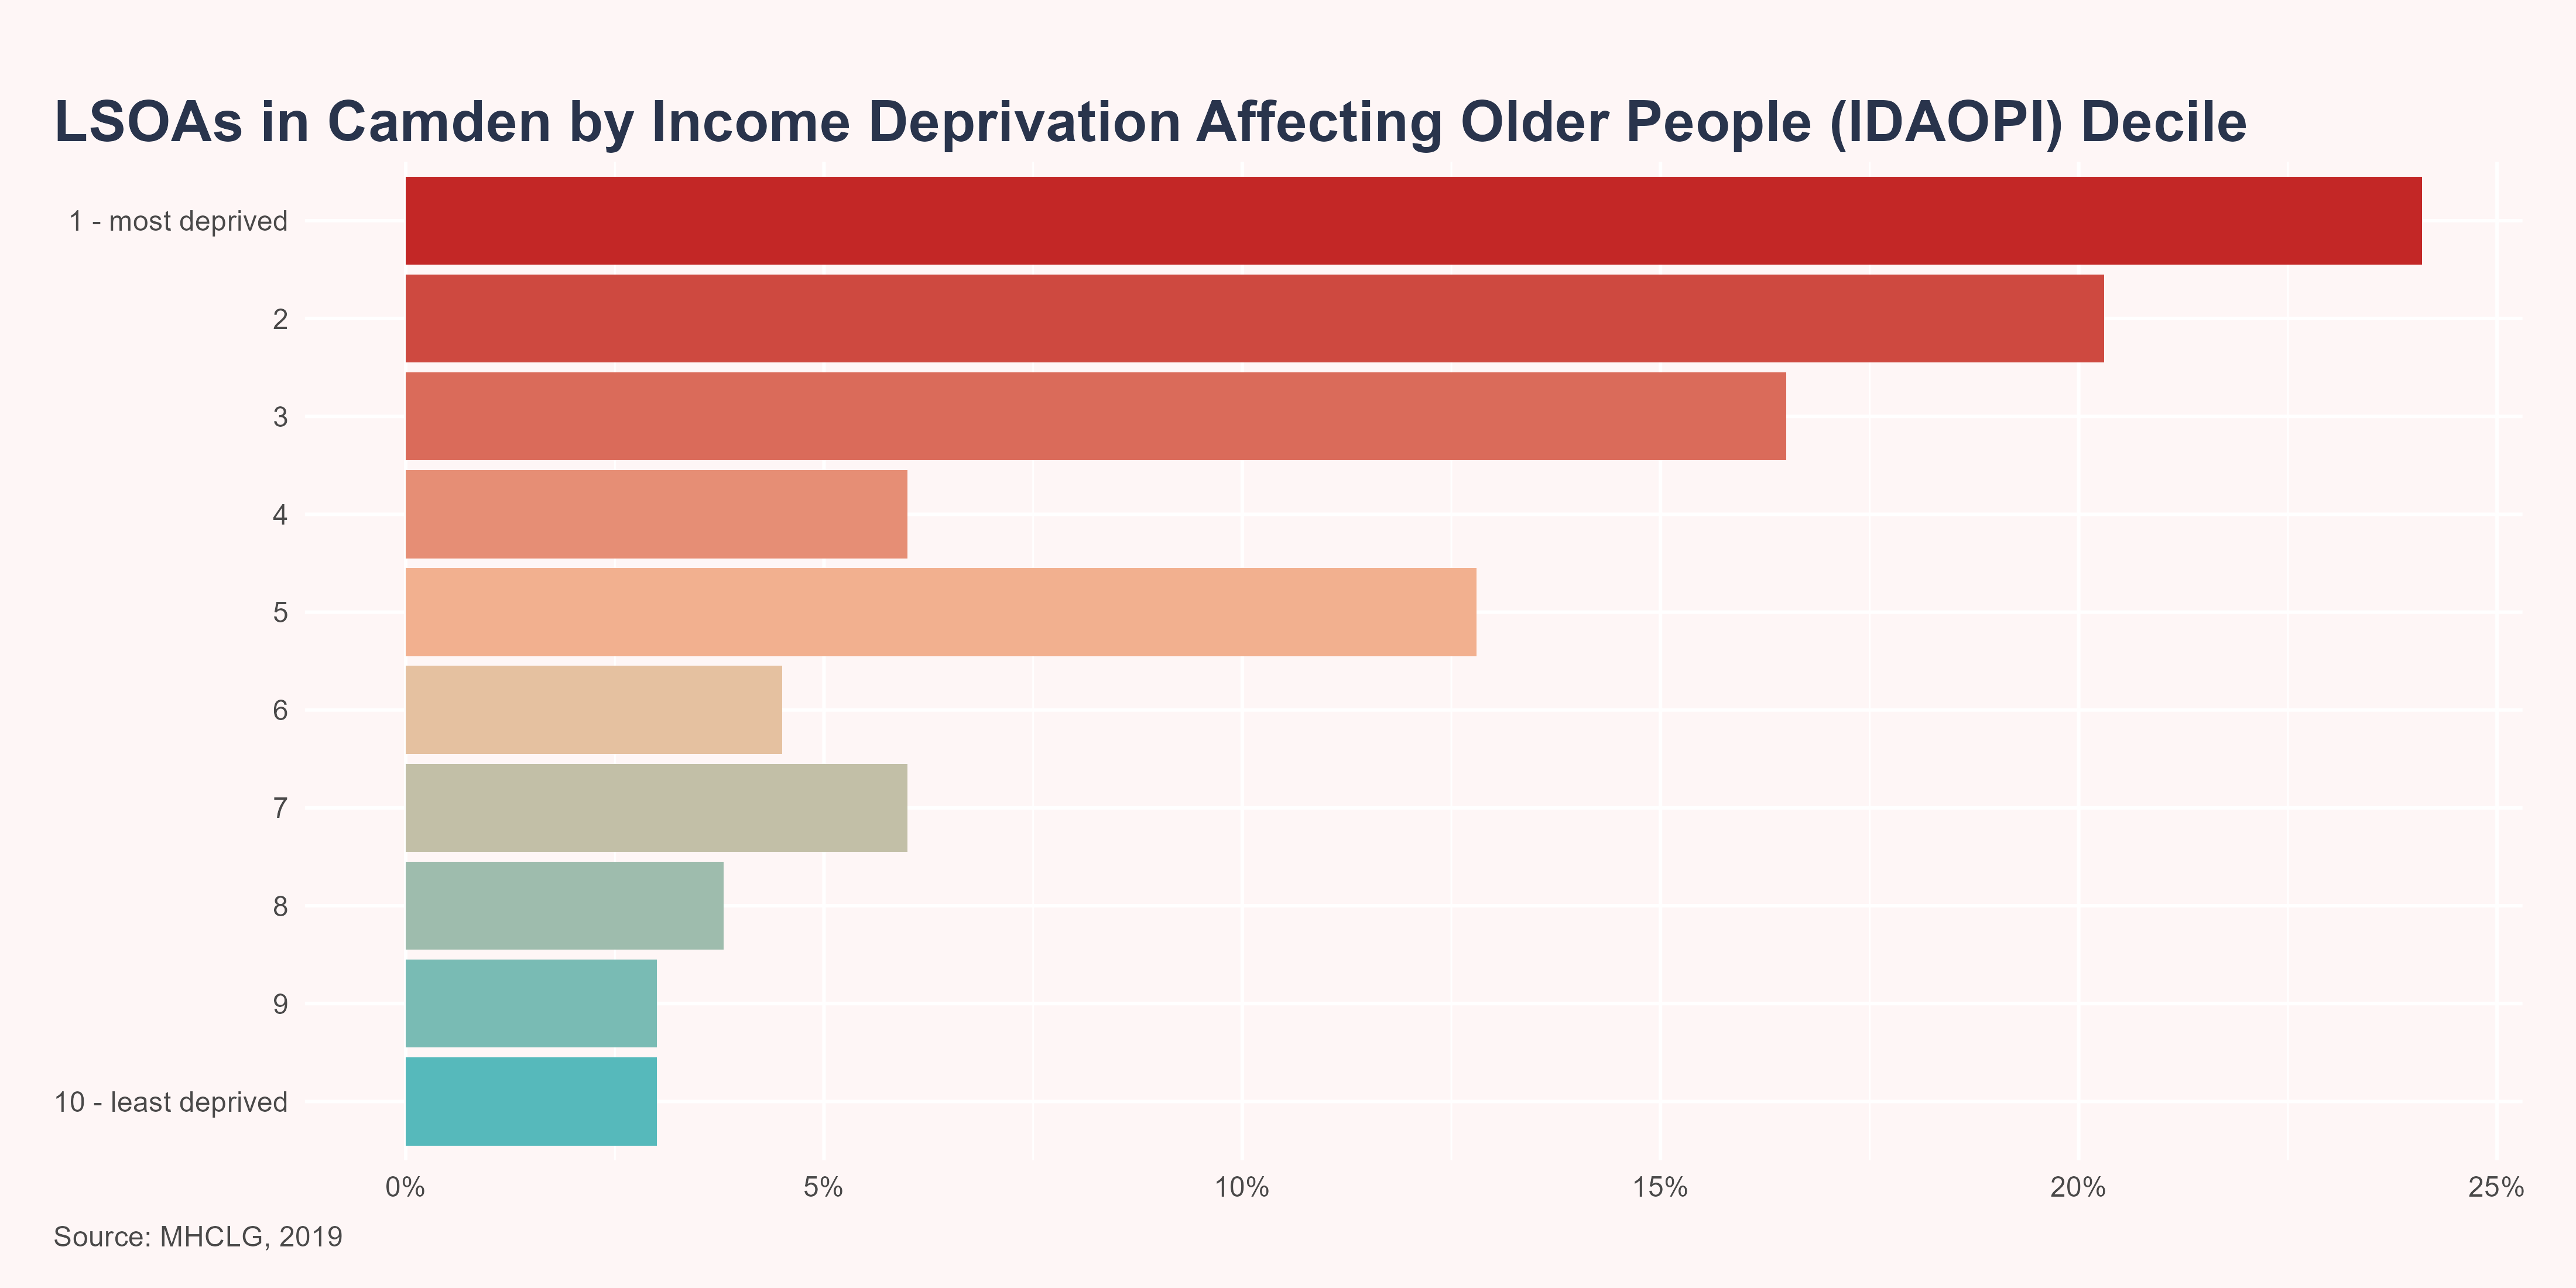 LSOAs in Camden by Income Deprivation Affecting Older People (IDAOPI) Decile
1 - most deprived
2
3
4
5
6
7
8
9
10 - least deprived
0% 5% 10% 15% 20% 25%
Source: MHCLG, 2019